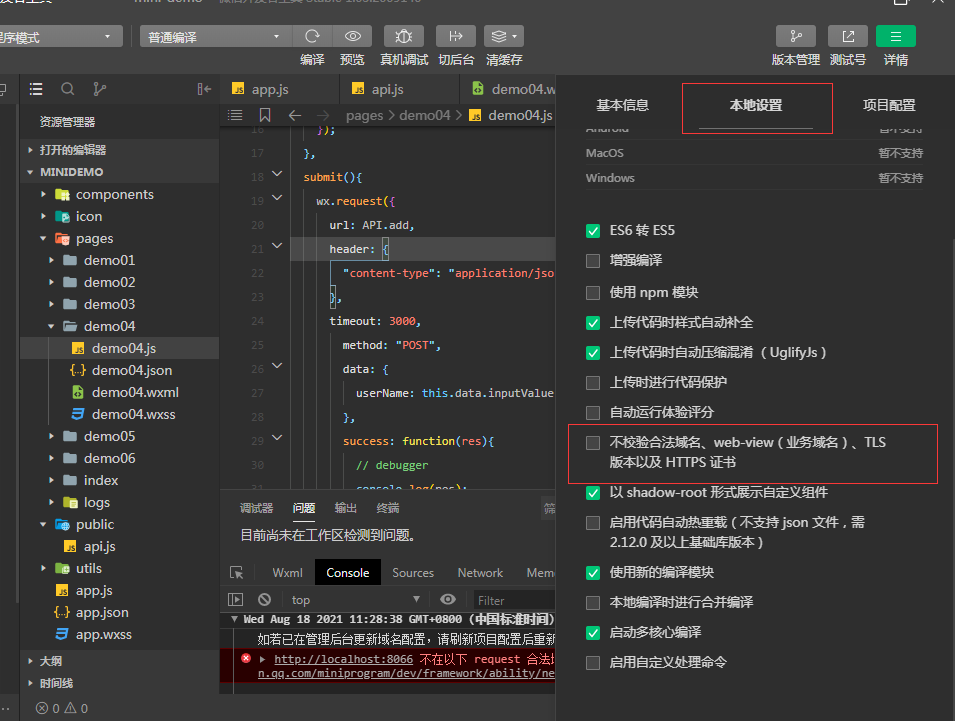 程序模式
普通编译
编译
预览
真机调试
切后台
清缓存
版本管理
测试号
详情
资源管理器
打开的编辑器
MINIDEMO
components
icon
pages
demo01
demo02
demo03
demo04
demo04.js
demo04.json
demo04.wxml
demo04.wxss
demo05
demo06
index
logs
public
api.js
utils
app.js
app.json
app.wxss
大纲
时间线
0 0
app.js
api.js
demo04.w
pages > demo04 > demo04.js
16 });
17 },
18 submit(){
19 wx.request({
20 url: API.add,
21 header: {
22 "content-type": "application/jso
23 },
24 timeout: 3000,
25 method: "POST",
26 data: {
27 userName: this.data.inputValue
28 },
29 success: function(res){
30 // debugger
31 console.log(res);
调试器 问题 输出 终端
目前尚未在工作区检测到问题。
Wxml Console Sources Network Mem
top
Filter
Wed Aug 18 2021 11:28:38 GMT+0800 (中国标准时间)
如若已在管理后台更新域名配置，请刷新项目配置后重新
http://localhost:8066 不在以下 request 合法
n.qq.com/miniprogram/dev/framework/ability/ne
基本信息
本地设置
项目配置
Android 暂不支持
MacOS 暂不支持
Windows 暂不支持
ES6 转 ES5
增强编译
使用 npm 模块
上传代码时样式自动补全
上传代码时自动压缩混淆 （UglifyJs）
上传时进行代码保护
自动运行体验评分
不校验合法域名、web-view（业务域名）、TLS
版本以及 HTTPS 证书
以 shadow-root 形式展示自定义组件
启用代码自动热重载（不支持 json 文件，需
2.12.0 及以上基础库版本）
使用新的编译模块
本地编译时进行合并编译
启动多核心编译
启用自定义处理命令